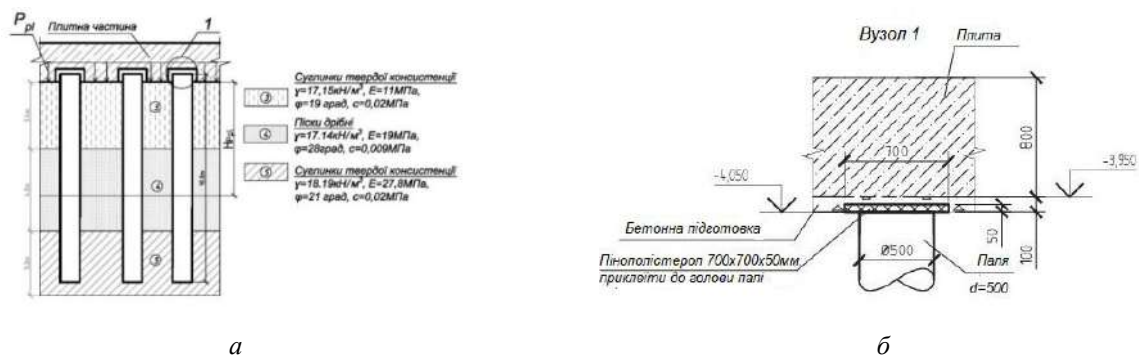 P pl
Плитна частина
1
Суглинки твердої консистенції
γ=17,15кН/м³, Е=11МПа,
φ=19 град, с=0,02МПа
Піски дрібні
γ=17.14кН/м³, Е=19МПа,
φ=28град, с=0,009МПа
Суглинки твердої консистенції
γ=18.19кН/м³, Е=27,8МПа,
φ=21 град, с=0,02МПа
3
4
5
а
Вузол 1
Плита
700
800
-4,050
-3,950
Бетонна підготовка
Пінополістерол 700х700х50мм
приклеїти до голови палі
Ø500
50
100
Паля
d=500
б